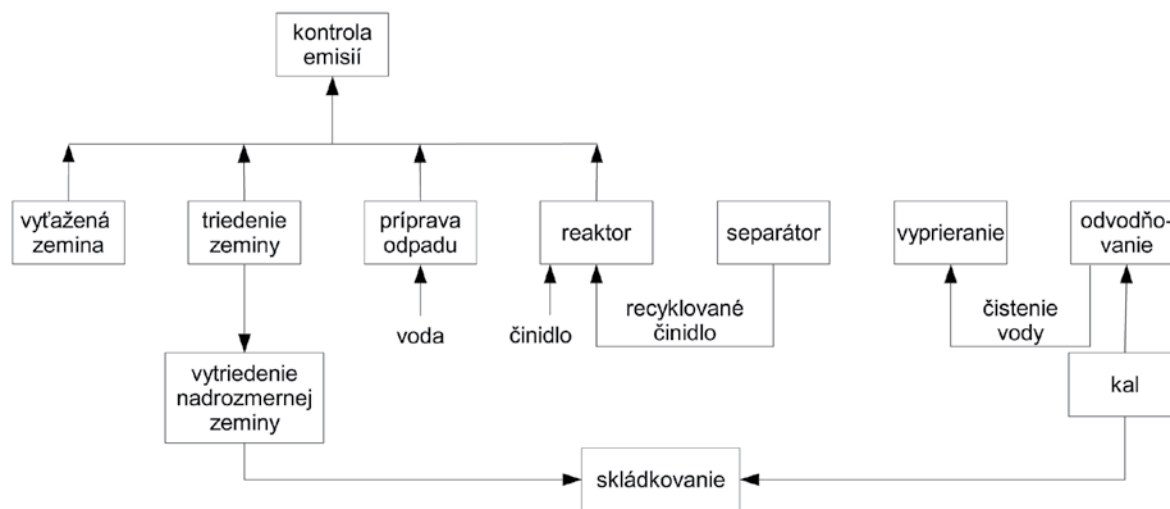 kontrola
emisií
vyťažená
zemina
triedenie
zeminy
príprava
odpadu
reaktor
separátor
vyprieranie
odvodňo-
vanie
voda
činidlo
recyklované
činidlo
čistenie
vody
vytriedenie
nadrozmernej
zeminy
kal
skládkovanie